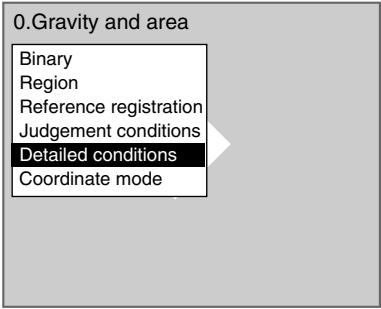 0.Gravity and area
Binary
Region
Reference registration
Judgement conditions
Detailed conditions
Coordinate mode